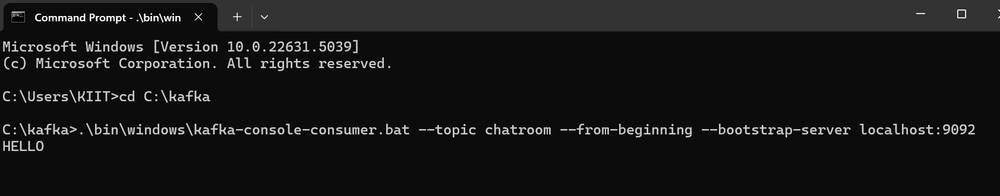 Command Prompt - .\bin\win
Microsoft Windows [Version 10.0.22631.5039]
(c) Microsoft Corporation. All rights reserved.
C:\Users\KIIT>cd C:\kafka
C:\kafka>.\bin\windows\kafka-console-consumer.bat --topic chatroom --from-beginning --bootstrap-server localhost:9092
HELLO